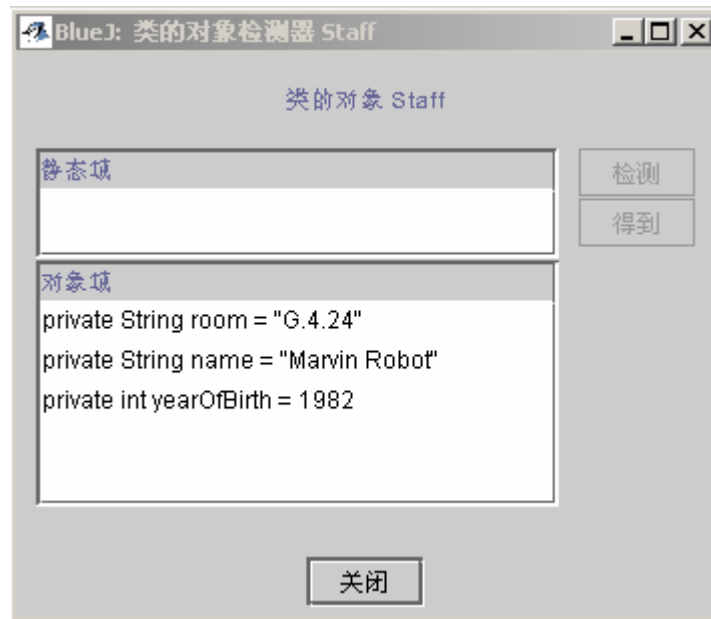 BlueJ: 类的对象检测器 Staff
类的对象 Staff
静态域
检测
得到
对象域
private String room = "G.4.24"
private String name = "Marvin Robot"
private int yearOfBirth = 1982
关闭